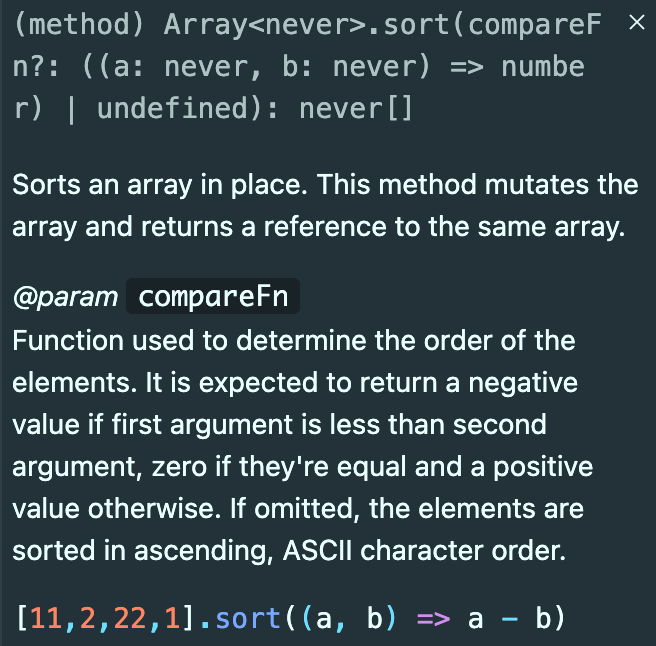 (method) Array<never>.sort(compareF ×
n?: ((a: never, b: never) => numbe
r) | undefined): never[]
Sorts an array in place. This method mutates the
array and returns a reference to the same array.
@param compareFn
Function used to determine the order of the
elements. It is expected to return a negative
value if first argument is less than second
argument, zero if they're equal and a positive
value otherwise. If omitted, the elements are
sorted in ascending, ASCII character order.
[11,2,22,1].sort((a, b) => a - b)